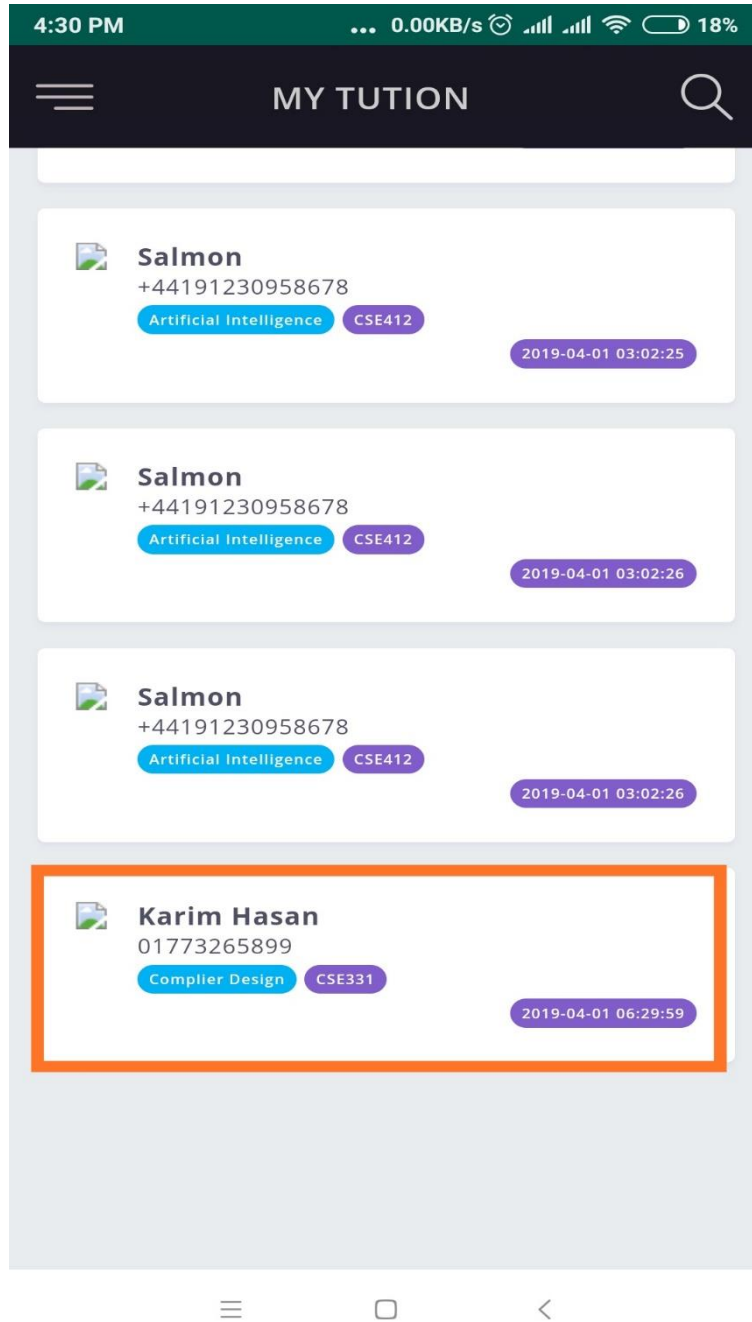 4:30 PM ... 0.00KB/s 18%
MY TUTION
Salmon
+44191230958678
Artificial Intelligence CSE412
2019-04-01 03:02:25
Salmon
+44191230958678
Artificial Intelligence CSE412
2019-04-01 03:02:26
Salmon
+44191230958678
Artificial Intelligence CSE412
2019-04-01 03:02:26
Karim Hasan
01773265899
Complier Design CSE331
2019-04-01 06:29:59